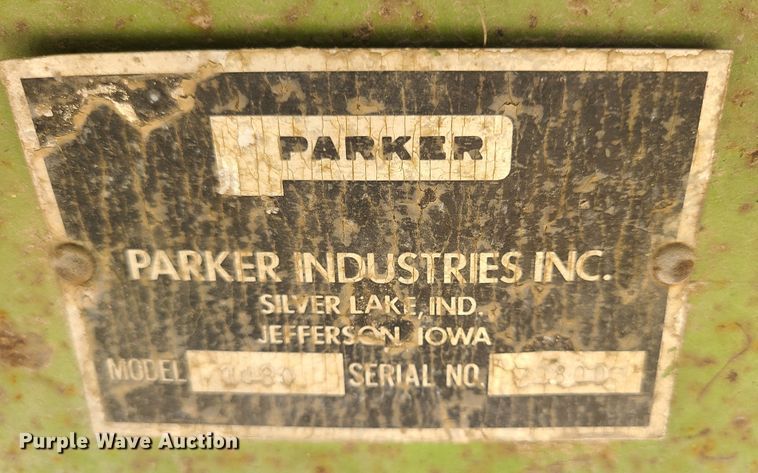 PARKER
PARKER INDUSTRIES INC.
SILVER LAKE, IND.
JEFFERSON, IOWA
MODEL SERIAL NO.
Purple Wave Auction